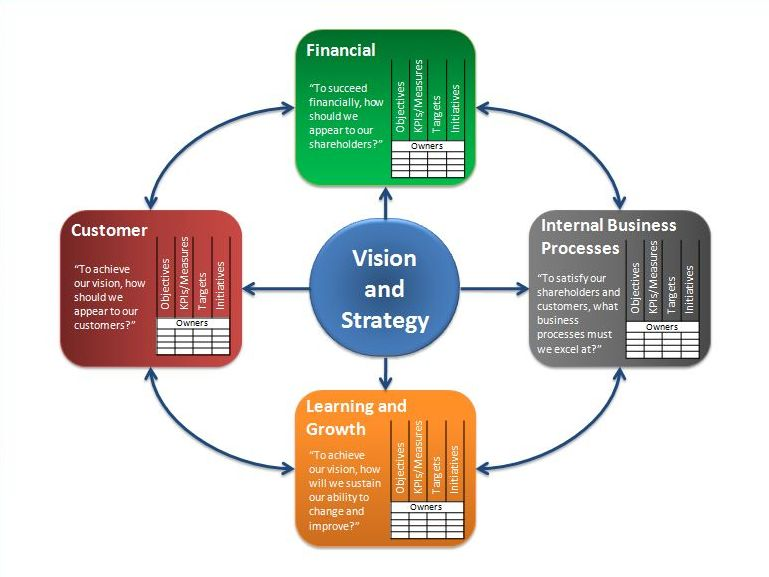 Financial
“To succeed
financially, how
should we
appear to our
shareholders?”
Objectives
KPIs/Measures
Targets
Initiatives
Owners
Customer
“To achieve
our vision, how
should we
appear to our
customers?”
Objectives
KPIs/Measures
Targets
Initiatives
Owners
Vision
and
Strategy
Internal Business
Processes
“To satisfy our
shareholders and
customers, what
business
processes must
we excel at?”
Objectives
KPIs/Measures
Targets
Initiatives
Owners
Learning and
Growth
“To achieve
our vision, how
will we sustain
our ability to
change and
improve?”
Objectives
KPIs/Measures
Targets
Initiatives
Owners